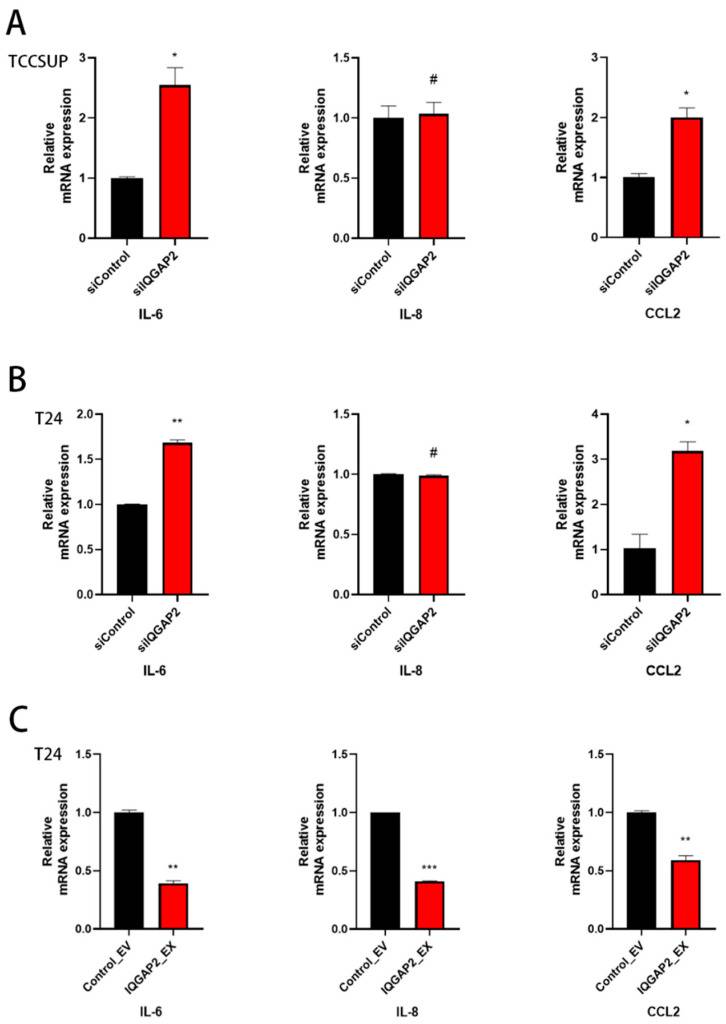 A
TCCSUP
Relative
mRNA expression
3
2
1
0
*
siControl
siIQGAP2
IL-6
Relative
mRNA expression
1.5
1.0
0.5
0.0
#
siControl
siIQGAP2
IL-8
Relative
mRNA expression
3
2
1
0
*
siControl
siIQGAP2
CCL2
B
T24
Relative
mRNA expression
2.0
1.5
1.0
0.5
0.0
**
siControl
siIQGAP2
IL-6
Relative
mRNA expression
1.5
1.0
0.5
0.0
#
siControl
siIQGAP2
IL-8
Relative
mRNA expression
4
3
2
1
0
*
siControl
siIQGAP2
CCL2
C
T24
Relative
mRNA expression
1.5
1.0
0.5
0.0
**
Control_EV
IQGAP2_EX
IL-6
Relative
mRNA expression
1.5
1.0
0.5
0.0
***
Control_EV
IQGAP2_EX
IL-8
Relative
mRNA expression
1.5
1.0
0.5
0.0
**
Control_EV
IQGAP2_EX
CCL2